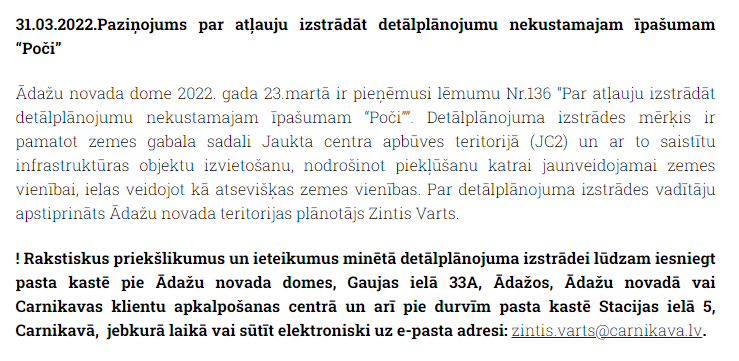 31.03.2022.Paziņojums par atļauju izstrādāt detālplānojumu nekustamajam īpašumam
“Poči”
Ādažu novada dome 2022. gada 23.martā ir pieņēmusi lēmumu Nr.136 “Par atļauju izstrādāt
detālplānojumu nekustamajam īpašumam “Poči””. Detālplānojuma izstrādes mērķis ir
pamatot zemes gabala sadali Jaukta centra apbūves teritorijā (JC2) un ar to saistītu
infrastruktūras objektu izvietošanu, nodrošinot piekļūšanu katrai jaunveidojamai zemes
vienībai, ielas veidojot kā atsevišķas zemes vienības. Par detālplānojuma izstrādes vadītāju
apstiprināts Ādažu novada teritorijas plānotājs Zintis Varts.
! Rakstiskus priekšlikumus un ieteikumus minētā detālplānojuma izstrādei lūdzam iesniegt
pasta kastē pie Ādažu novada domes, Gaujas ielā 33A, Ādažos, Ādažu novadā vai
Carnikavas klientu apkalpošanas centrā un arī pie durvīm pasta kastē Stacijas ielā 5,
Carnikavā, jebkurā laikā vai sūtīt elektroniski uz e-pasta adresi: zintis.varts@carnikava.lv.